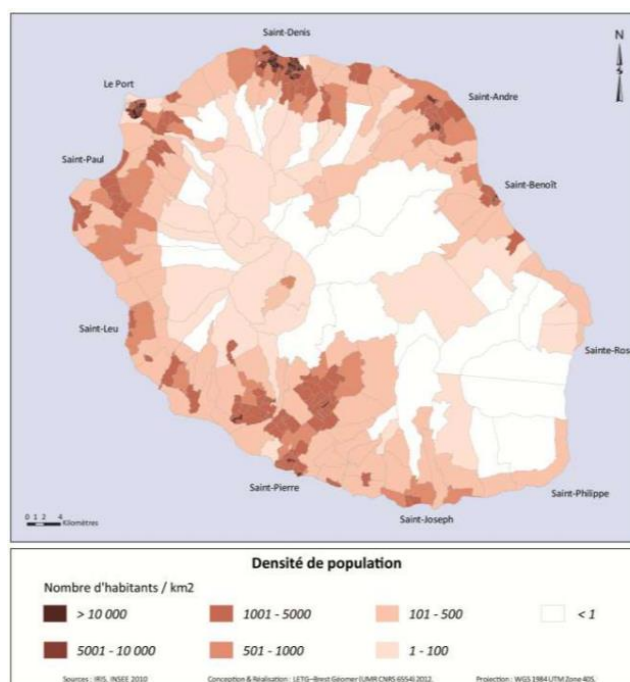 Saint-Denis
N
Le Port
Saint-Andre
Saint-Paul
Saint-Benoît
Saint-Leu
Sainte-Ros
Saint-Pierre
Saint-Philippe
Saint-Joseph
0 1 2 4
Kilomètres
Densité de population
Nombre d'habitants / km2
> 10 000
1001 - 5000
101 - 500
< 1
5001 - 10 000
501 - 1000
1 - 100
Sources : IRIS, INSEE 2010
Conception & Réalisation : LETG-Brest Géomer (UMR CNRS 6554) 2012.
Projection : WGS 1984 UTM Zone 40S.